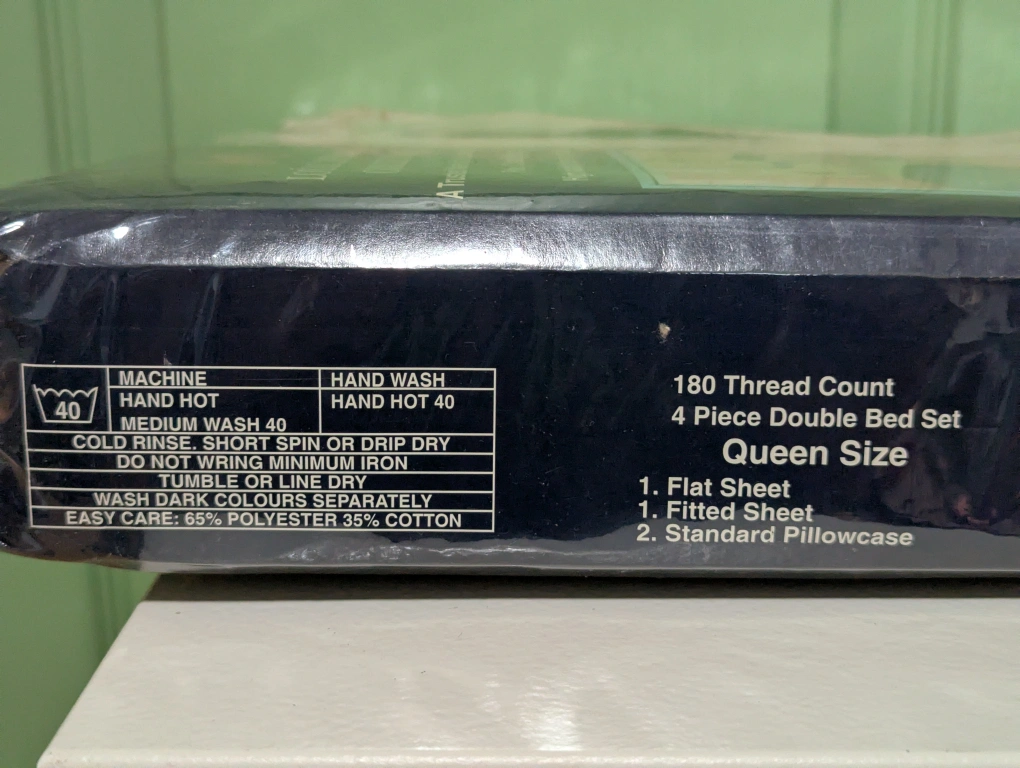 A
40
MACHINE
HAND WASH
HAND HOT
HAND HOT 40
MEDIUM WASH 40
COLD RINSE. SHORT SPIN OR DRIP DRY
DO NOT WRING MINIMUM IRON
TUMBLE OR LINE DRY
WASH DARK COLOURS SEPARATELY
EASY CARE: 65% POLYESTER 35% COTTON
180 Thread Count
4 Piece Double Bed Set
Queen Size
1. Flat Sheet
1. Fitted Sheet
2. Standard Pillowcase